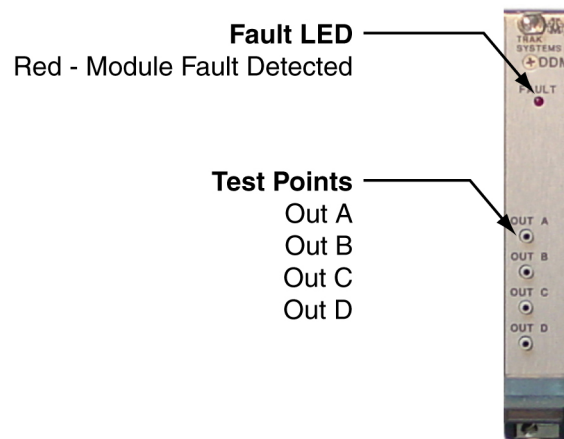 Fault LED
Red - Module Fault Detected
Test Points
Out A
Out B
Out C
Out D
TRAK
SYSTEMS
DDM
FAULT
OUT A
OUT B
OUT C
OUT D